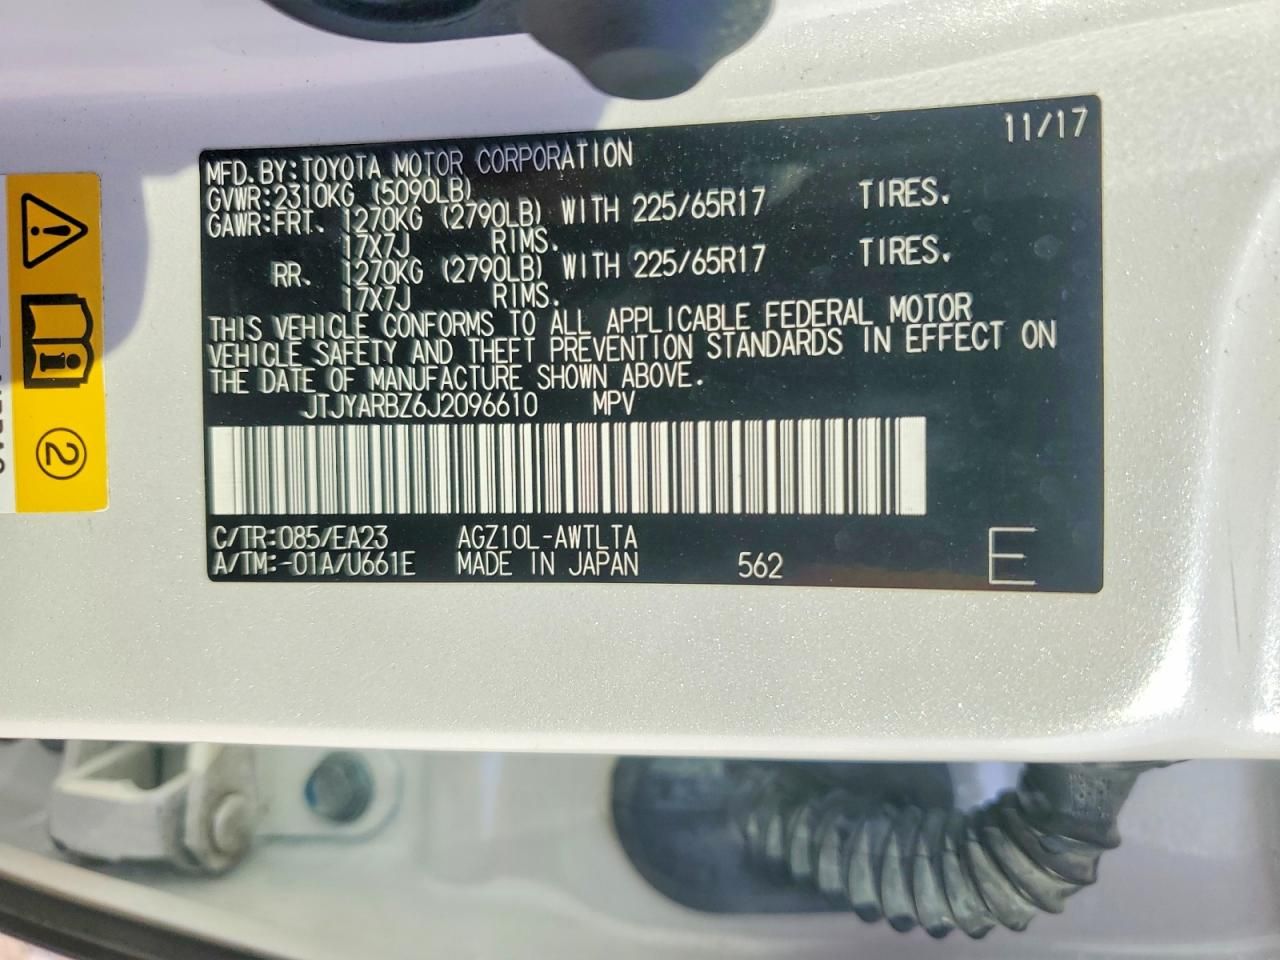 11/17
MFD.BY:TOYOTA MOTOR CORPORATION
GVWR:2310KG (5090LB)
GAWR:FRT. 1270KG (2790LB) WITH 225/65R17 TIRES.
17X7J RIMS.
RR. 1270KG (2790LB) WITH 225/65R17 TIRES.
17X7J RIMS.
THIS VEHICLE CONFORMS TO ALL APPLICABLE FEDERAL MOTOR
VEHICLE SAFETY AND THEFT PREVENTION STANDARDS IN EFFECT ON
THE DATE OF MANUFACTURE SHOWN ABOVE.
JTJYARBZ6J2096610 MPV
C/TR:085/EA23 AGZ10L-AWTLTA
A/TM:-01A/U661E MADE IN JAPAN 562 E
2